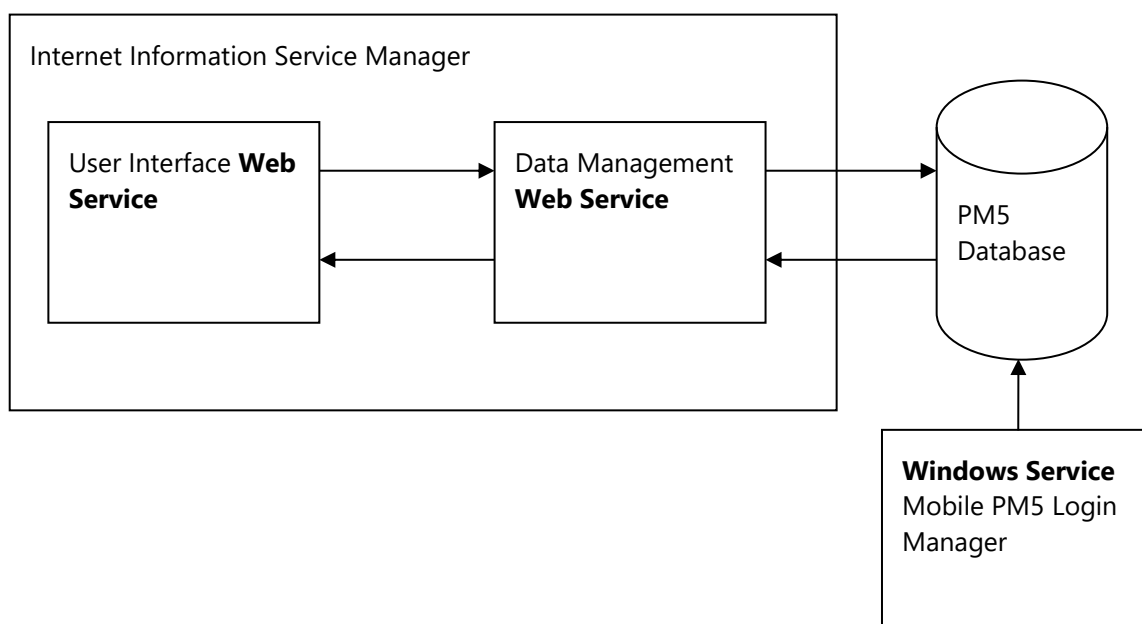 Internet Information Service Manager
User Interface Web
Service
Data Management
Web Service
PM5
Database
Windows Service
Mobile PM5 Login
Manager